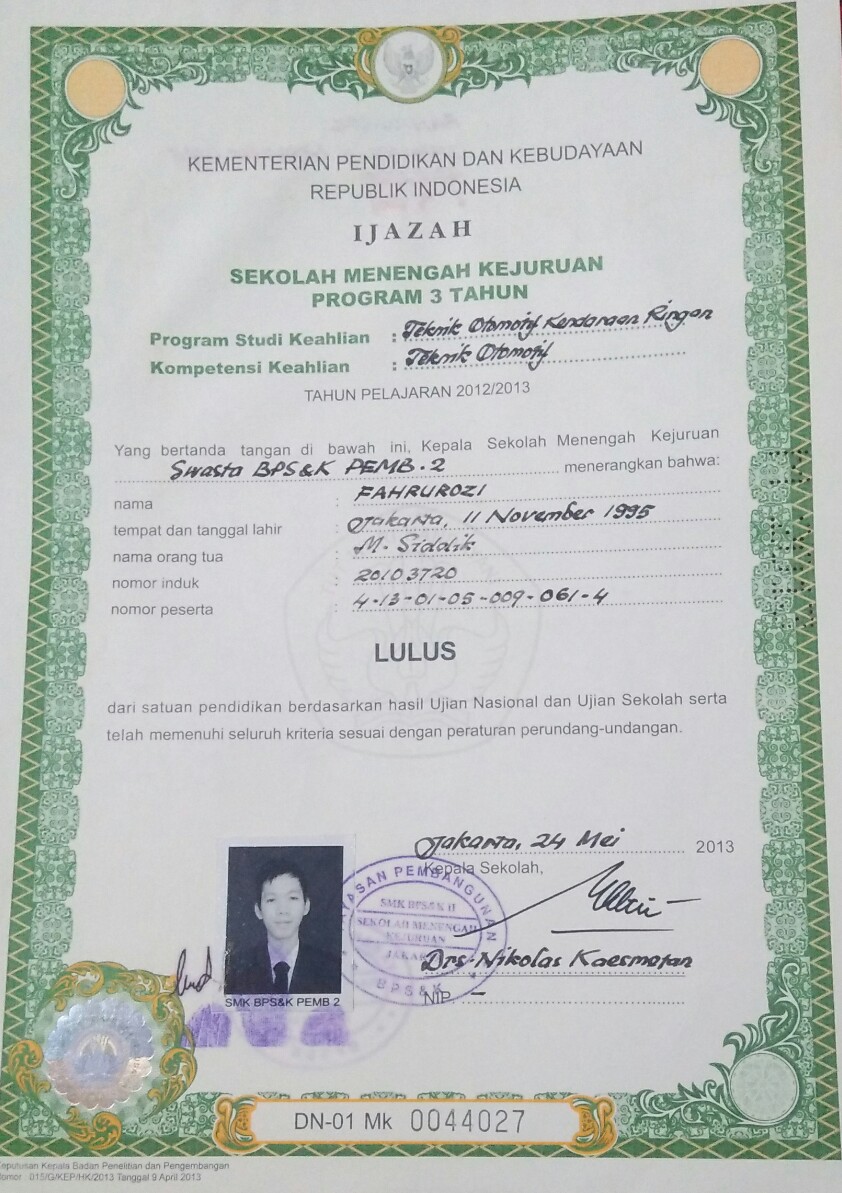 KEMENTERIAN PENDIDIKAN DAN KEBUDAYAAN
REPUBLIK INDONESIA
IJAZAH
SEKOLAH MENENGAH KEJURUAN
PROGRAM 3 TAHUN
Program Studi Keahlian : Teknik Otomotif Kendaraan Ringan
Kompetensi Keahlian : Teknik Otomotif
TAHUN PELAJARAN 2012/2013
Yang bertanda tangan di bawah ini, Kepala Sekolah Menengah Kejuruan
Swasta BPS&K PEMB.2 menerangkan bahwa:
nama : FAHRUROZI
tempat dan tanggal lahir : Jakarta, 11 November 1995
nama orang tua : M. Siddik
nomor induk : 20103720
nomor peserta : 4-13-01-05-009-061-4
LULUS
dari satuan pendidikan berdasarkan hasil Ujian Nasional dan Ujian Sekolah serta
telah memenuhi seluruh kriteria sesuai dengan peraturan perundang-undangan.
Jakarta, 24 Mei 2013
Kepala Sekolah,
YASAN PEMBANGUNAN
SMK BPS&K II
SEKOLAH MENENGAH
KEJURUAN
JAKARTA
BPS&K
Drs. Nikolas Kaesmetan
NIP. -
SMK BPS&K PEMB 2
DN-01 Mk 0044027
Keputusan Kepala Badan Penelitian dan Pengembangan
Nomor : 015/G/KEP/HK/2013 Tanggal 9 April 2013